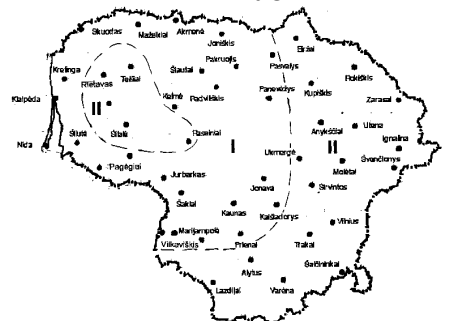 Skuodas
Mažeikiai
Akmenė
Joniškis
Biržai
Kretinga
Rietavas
Telšiai
Šiauliai
Pakruojis
Pasvalys
Rokiškis
Klaipėda
II
Kelmė
Radviliškis
Panevėžys
Kupiškis
Zarasai
Šilutė
Šilalė
Raseiniai
I
Anykščiai
Utena
Ignalina
Nida
Pagėgiai
Ukmergė
II
Molėtai
Švenčionys
Jurbarkas
Šakiai
Jonava
Širvintos
Kaunas
Kaišiadorys
Vilnius
Marijampolė
Vilkaviškis
Prienai
Trakai
Alytus
Šalčininkai
Lazdijai
Varėna